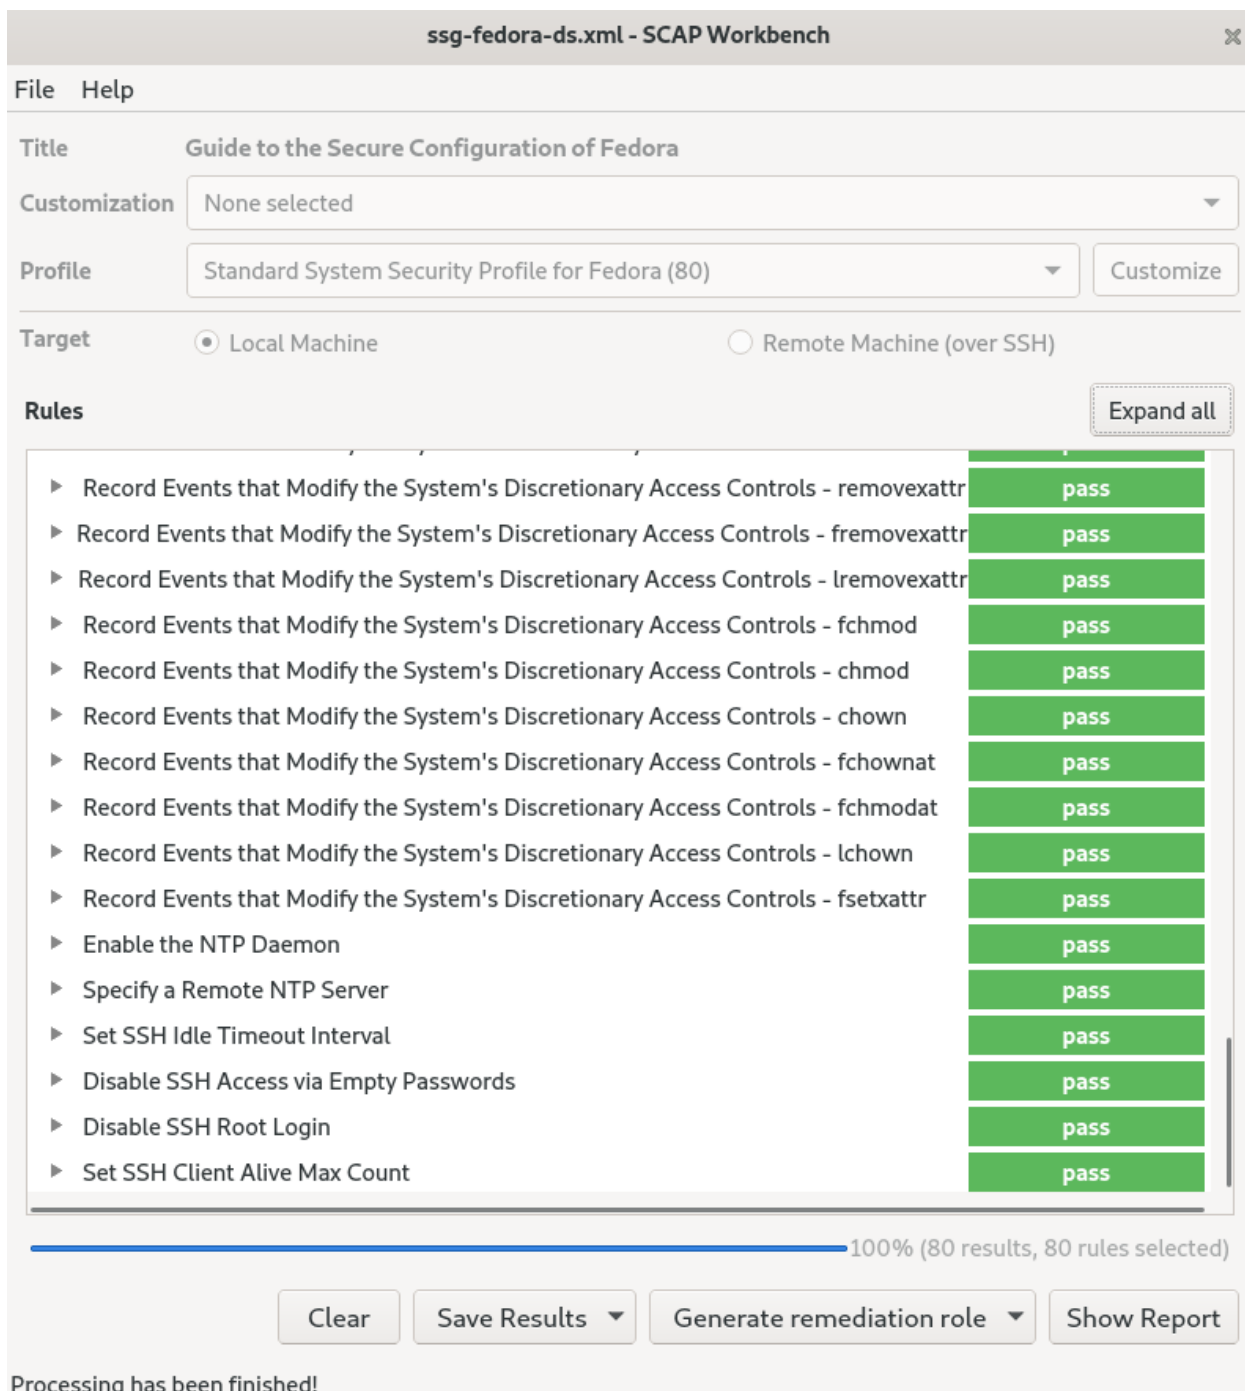 ssg-fedora-ds.xml - SCAP Workbench
File Help
Title Guide to the Secure Configuration of Fedora
Customization None selected
Profile Standard System Security Profile for Fedora (80) Customize
Target Local Machine Remote Machine (over SSH)
Rules Expand all
Record Events that Modify the System's Discretionary Access Controls - removexattr pass
Record Events that Modify the System's Discretionary Access Controls - fremovexattr pass
Record Events that Modify the System's Discretionary Access Controls - lremovexattr pass
Record Events that Modify the System's Discretionary Access Controls - fchmod pass
Record Events that Modify the System's Discretionary Access Controls - chmod pass
Record Events that Modify the System's Discretionary Access Controls - chown pass
Record Events that Modify the System's Discretionary Access Controls - fchownat pass
Record Events that Modify the System's Discretionary Access Controls - fchmodat pass
Record Events that Modify the System's Discretionary Access Controls - lchown pass
Record Events that Modify the System's Discretionary Access Controls - fsetxattr pass
Enable the NTP Daemon pass
Specify a Remote NTP Server pass
Set SSH Idle Timeout Interval pass
Disable SSH Access via Empty Passwords pass
Disable SSH Root Login pass
Set SSH Client Alive Max Count pass
100% (80 results, 80 rules selected)
Clear Save Results Generate remediation role Show Report
Processing has been finished!